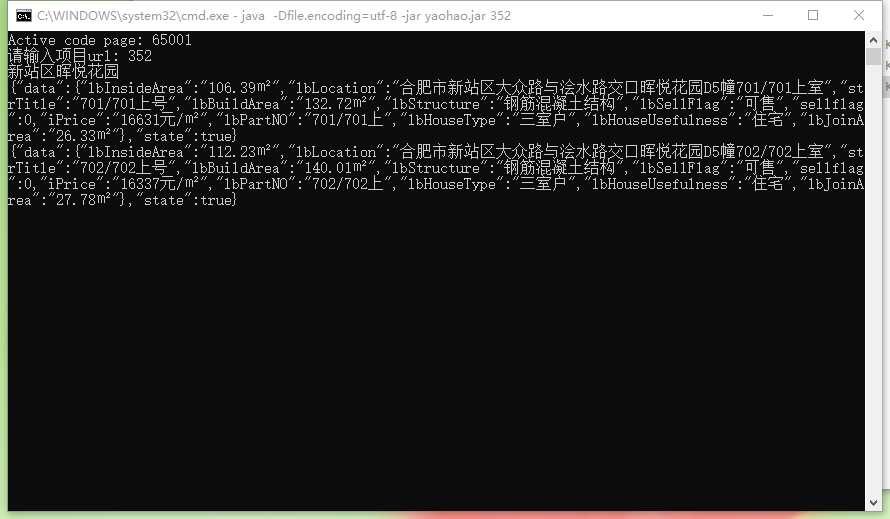 C:\WINDOWS\system32\cmd.exe - java  -Dfile.encoding=utf-8 -jar yaohao.jar 352
Active code page: 65001
请输入项目url: 352
新站区晖悦花园
{"data":{"lbInsideArea":"106.39㎡","lbLocation":"合肥市新站区大众路与浍水路交口晖悦花园D5幢701/701上室","st
rTitle":"701/701上号","lbBuildArea":"132.72㎡","lbStructure":"钢筋混凝土结构","lbSellFlag":"可售","sellflag
":0,"iPrice":"16631元/㎡","lbPartNO":"701/701上","lbHouseType":"三室户","lbHouseUsefulness":"住宅","lbJoinA
rea":"26.33㎡"},"state":true}
{"data":{"lbInsideArea":"112.23㎡","lbLocation":"合肥市新站区大众路与浍水路交口晖悦花园D5幢702/702上室","st
rTitle":"702/702上号","lbBuildArea":"140.01㎡","lbStructure":"钢筋混凝土结构","lbSellFlag":"可售","sellflag
":0,"iPrice":"16337元/㎡","lbPartNO":"702/702上","lbHouseType":"三室户","lbHouseUsefulness":"住宅","lbJoinA
rea":"27.78㎡"},"state":true}